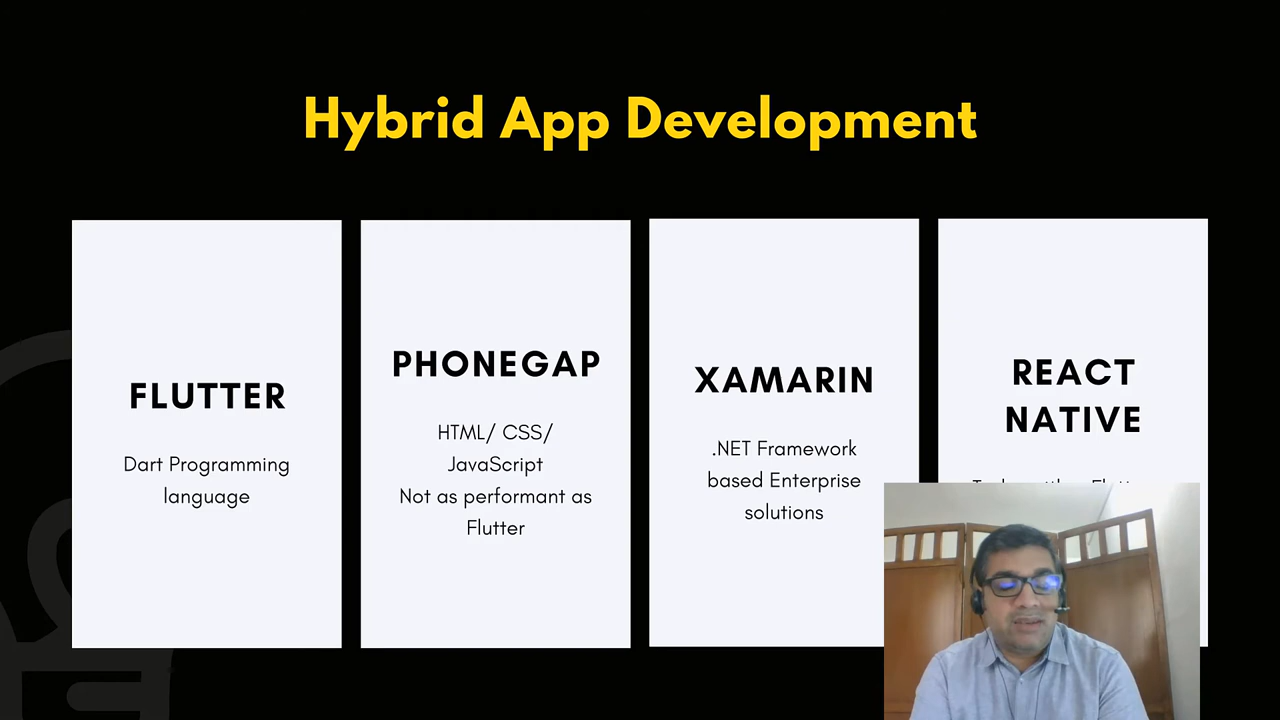 Hybrid App Development
FLUTTER
Dart Programming
language
PHONEGAP
HTML/ CSS/
JavaScript
Not as performant as
Flutter
XAMARIN
.NET Framework
based Enterprise
solutions
REACT
NATIVE